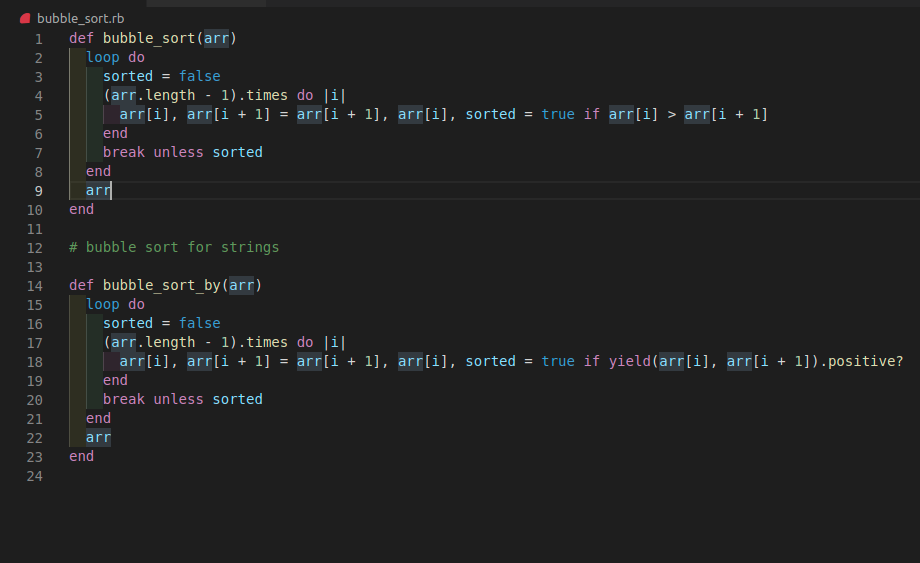 bubble_sort.rb
1 def bubble_sort(arr)
2   loop do
3     sorted = false
4     (arr.length - 1).times do |i|
5       arr[i], arr[i + 1] = arr[i + 1], arr[i], sorted = true if arr[i] > arr[i + 1]
6     end
7     break unless sorted
8   end
9   arr
10 end
11
12 # bubble sort for strings
13
14 def bubble_sort_by(arr)
15   loop do
16     sorted = false
17     (arr.length - 1).times do |i|
18       arr[i], arr[i + 1] = arr[i + 1], arr[i], sorted = true if yield(arr[i], arr[i + 1]).positive?
19     end
20     break unless sorted
21   end
22   arr
23 end
24